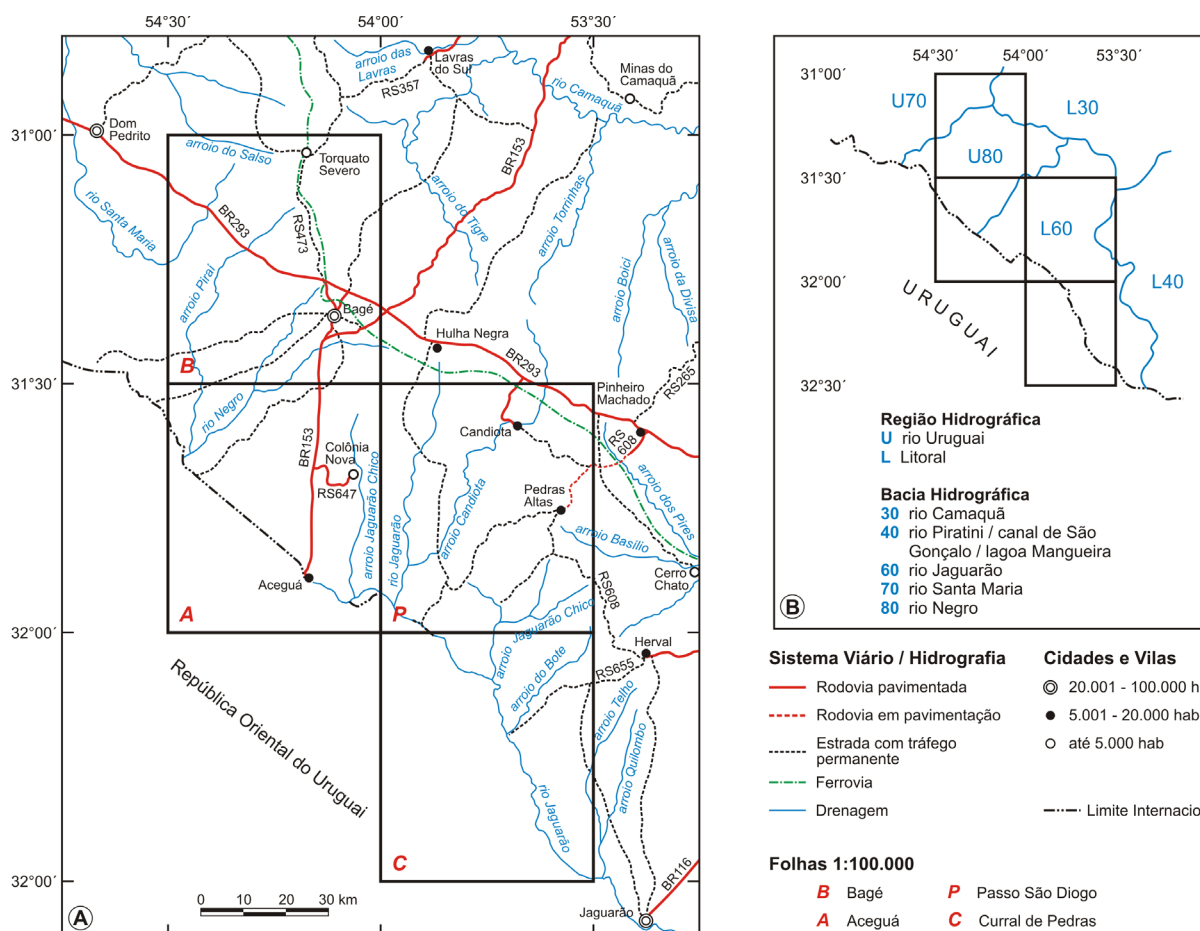 54°30´
54°00´
53°30´
31°00´
31°30´
32°00´
32°00´
Lavras
do Sul
arroio das
Lavras
RS357
Minas do
Camaquã
rio Camaquã
Dom
Pedrito
arroio do Salso
Torquato
Severo
BR153
rio Santa Maria
BR293
RS473
arroio do Tigre
arroio Torrinhas
arroio Piraí
arroio Boici
arroio da Divisa
Bagé
Hulha Negra
BR293
B
RS265
Pinheiro
Machado
rio Negro
Candiota
RS
608
BR153
Colônia
Nova
RS647
arroio Jaguarão Chico
rio Jaguarão
arroio Candiota
Pedras
Altas
arroio dos Pires
arroio Basílio
Aceguá
Cerro
Chato
RS608
A
P
arroio Jaguarão Chico
Herval
RS655
arroio do Bote
arroio Telho
arroio Quilombo
República Oriental do Uruguai
rio Jaguarão
C
BR116
Jaguarão
0 10 20 30 km
A
54°30´
54°00´
53°30´
31°00´
31°30´
32°00´
32°30´
U70
L30
U80
L60
L40
URUGUAI
Região Hidrográfica
U rio Uruguai
L Litoral
Bacia Hidrográfica
30 rio Camaquã
40 rio Piratini / canal de São
Gonçalo / lagoa Mangueira
60 rio Jaguarão
70 rio Santa Maria
80 rio Negro
B
Sistema Viário / Hidrografia
Rodovia pavimentada
Rodovia em pavimentação
Estrada com tráfego
permanente
Ferrovia
Drenagem
Cidades e Vilas
20.001 - 100.000 h
5.001 - 20.000 hab
até 5.000 hab
Limite Internacio
Folhas 1:100.000
B Bagé
P Passo São Diogo
A Aceguá
C Curral de Pedras